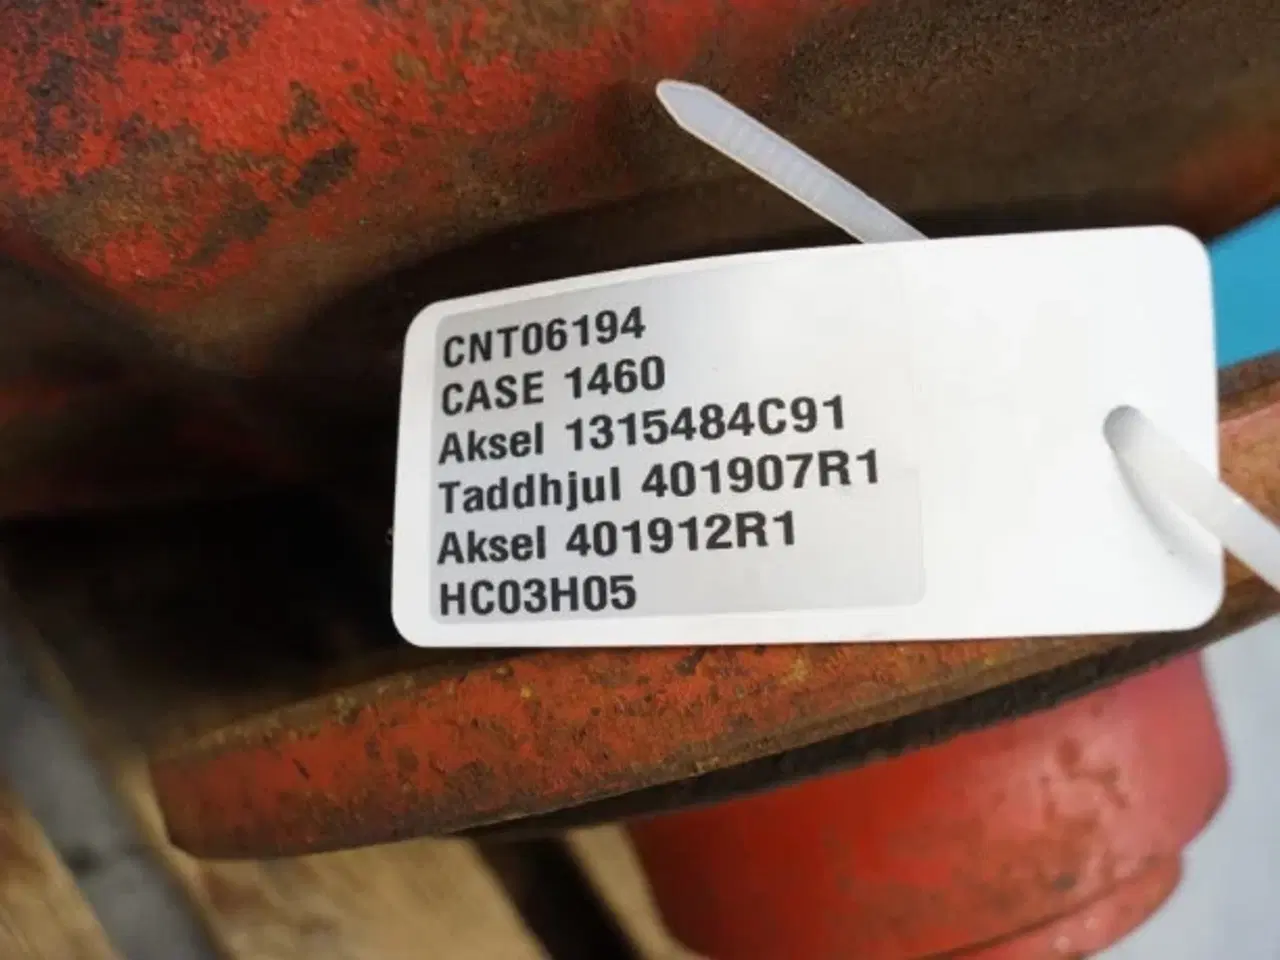 CNT06194
CASE 1460
Aksel 1315484C91
Taddhjul 401907R1
Aksel 401912R1
HC03H05